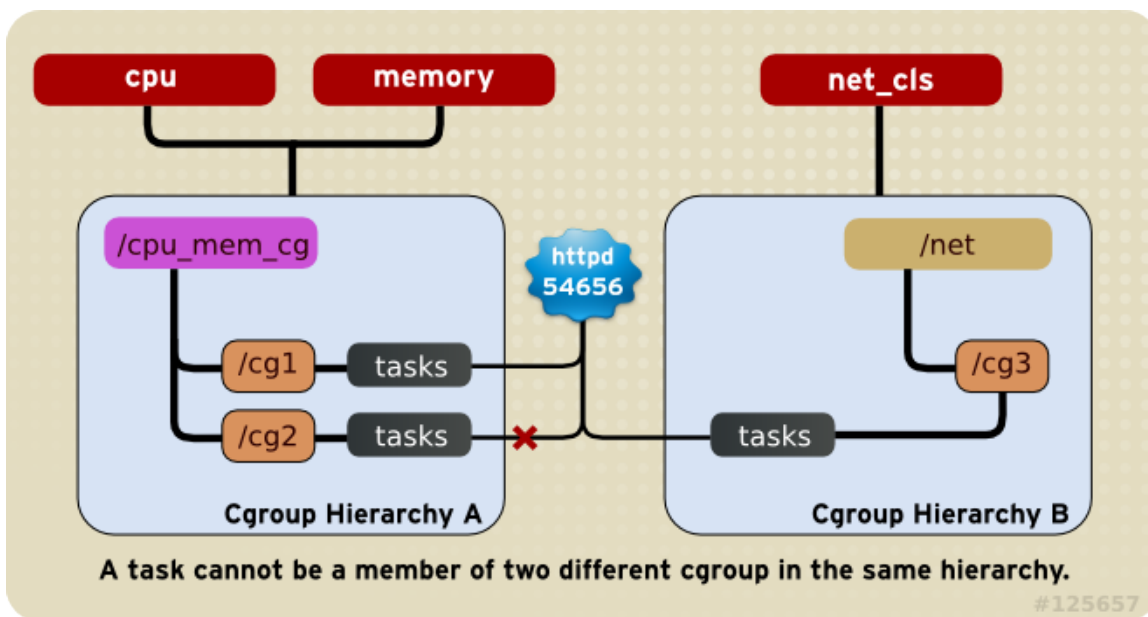 cpu
memory
net_cls
/cpu_mem_cg
httpd
54656
/net
/cg1
tasks
/cg3
/cg2
tasks
tasks
Cgroup Hierarchy A
Cgroup Hierarchy B
A task cannot be a member of two different cgroup in the same hierarchy.
#125657